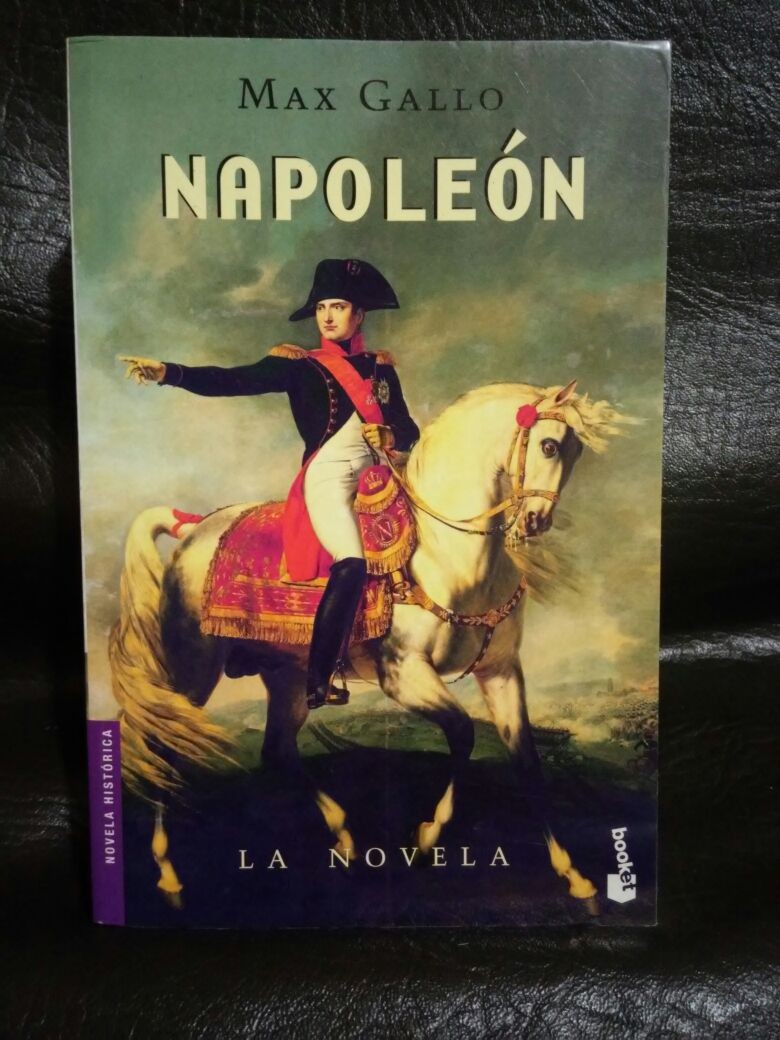 MAX GALLO
NAPOLEÓN
N
NOVELA HISTÓRICA
LA NOVELA
booket